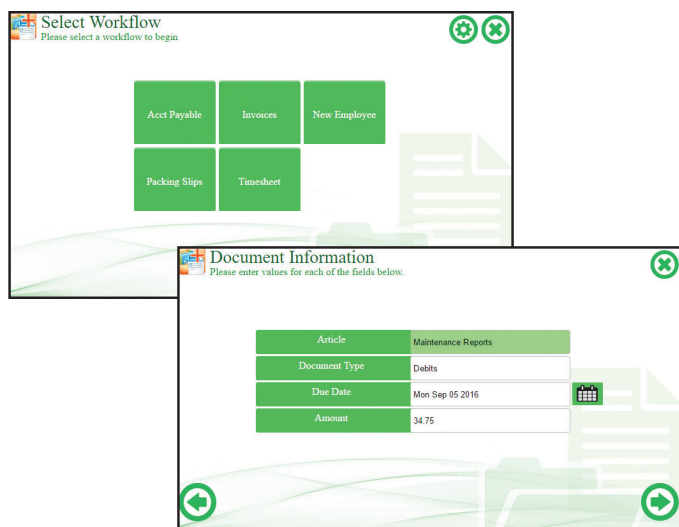 Select Workflow
Please select a workflow to begin
Acct Payable
Invoices
New Employee
Packing Slips
Timesheet
Document Information
Please enter values for each of the fields below.
Article
Maintenance Reports
Document Type
Debits
Due Date
Mon Sep 05 2016
Amount
34.75